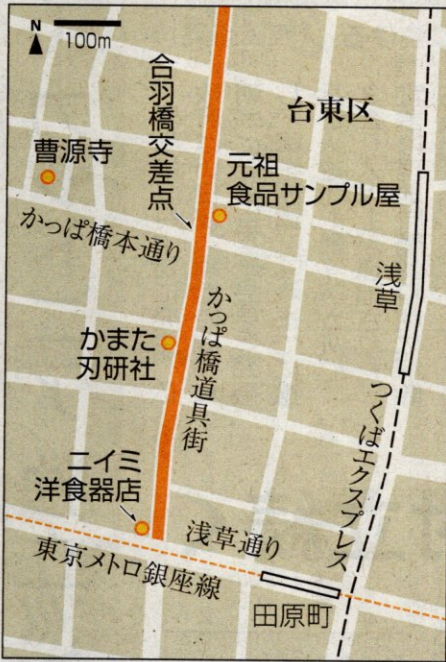 N
100m
合羽橋交差点
台東区
曹源寺
元祖
食品サンプル屋
かっぱ橋本通り
浅草
かっぱ橋道具街
かまた
刃研社
つくばエクスプレス
ニイミ
洋食器店
浅草通り
東京メトロ銀座線
田原町